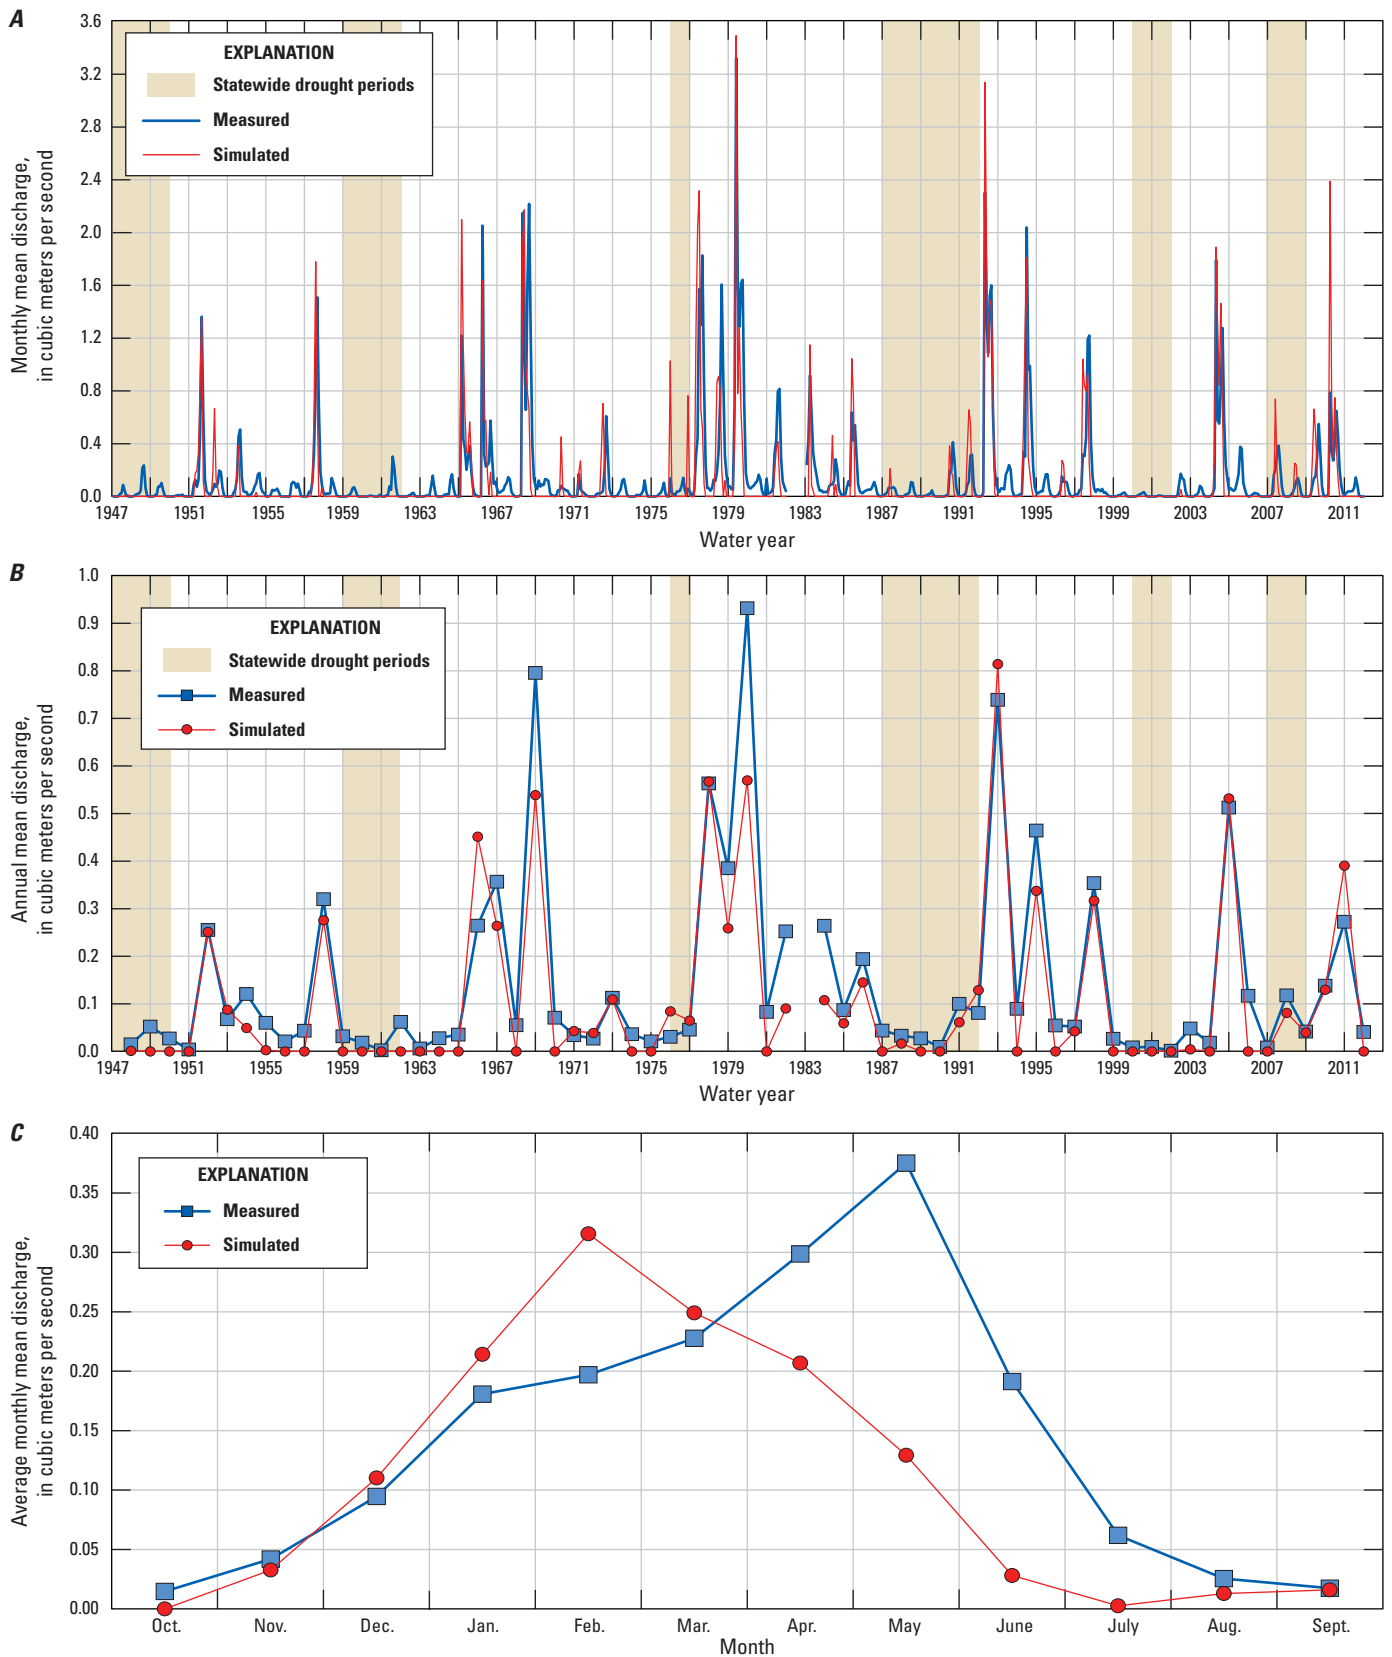 A
Monthly mean discharge,
in cubic meters per second
3.6
3.2
2.8
2.4
2.0
1.6
1.2
0.8
0.4
0.0
EXPLANATION
Statewide drought periods
Measured
Simulated
1947 1951 1955 1959 1963 1967 1971 1975 1979 1983 1987 1991 1995 1999 2003 2007 2011
Water year
B
Annual mean discharge,
in cubic meters per second
1.0
0.9
0.8
0.7
0.6
0.5
0.4
0.3
0.2
0.1
0.0
EXPLANATION
Statewide drought periods
Measured
Simulated
1947 1951 1955 1959 1963 1967 1971 1975 1979 1983 1987 1991 1995 1999 2003 2007 2011
Water year
C
Average monthly mean discharge,
in cubic meters per second
0.40
0.35
0.30
0.25
0.20
0.15
0.10
0.05
0.00
EXPLANATION
Measured
Simulated
Oct. Nov. Dec. Jan. Feb. Mar. Apr. May June July Aug. Sept.
Month